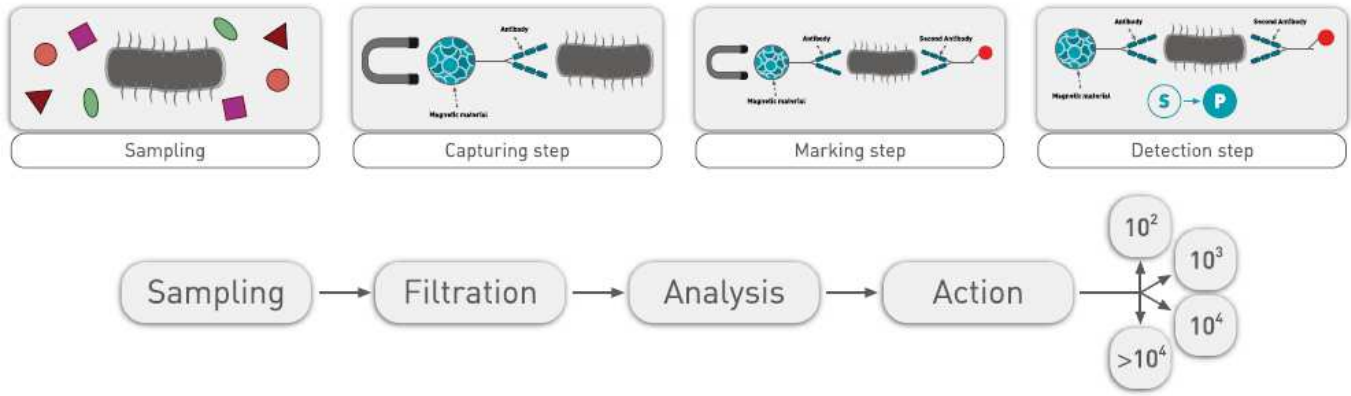 Antibody
Magnetic material
Antibody
Second Antibody
Magnetic material
Antibody
Second Antibody
Magnetic material
S
P
Sampling
Capturing step
Marking step
Detection step
Sampling
Filtration
Analysis
Action
10²
10³
10⁴
>10⁴